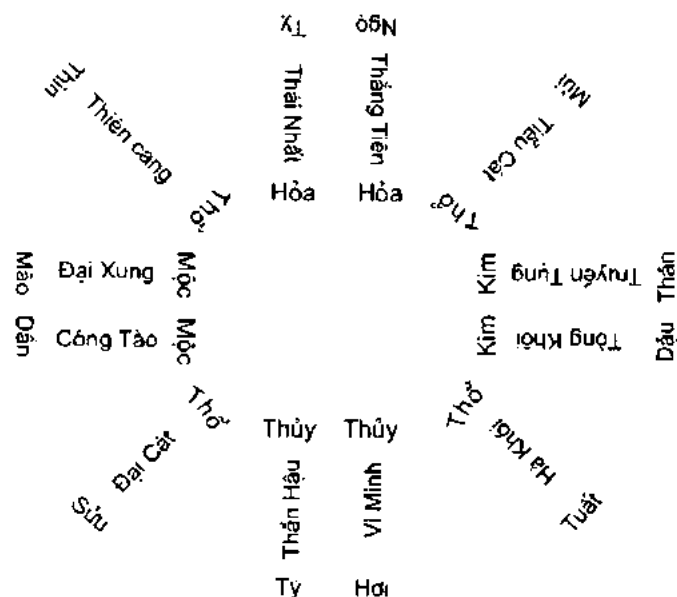 Tỵ Ngọ
Thái Nhất Thắng Tiên
Hỏa Hỏa
Thìn Thiên cang Thổ
Mùi Tiểu Cát Thổ
Mão Đại Xung Mộc
Kim Truyền Tụng Thân
Dần Công Tào Mộc
Kim Tòng Khôi Dậu
Thổ Đại Cát Sửu
Thổ Hà Khôi Tuất
Thủy Thủy
Thần Hậu Vi Minh
Tý Hơi